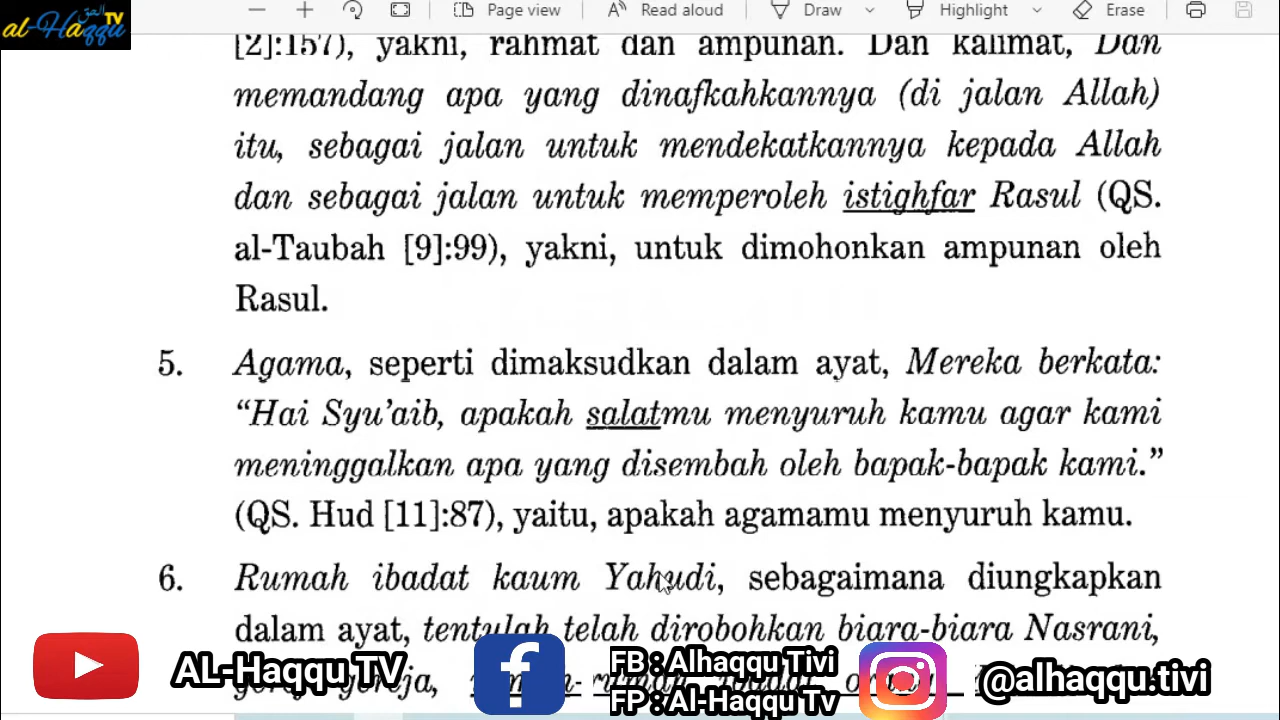 al-Haqqu TV
Page view
Read aloud
Draw
Highlight
Erase
[2]:157), yakni, rahmat dan ampunan. Dan kalimat, Dan
memandang apa yang dinafkahkannya (di jalan Allah)
itu, sebagai jalan untuk mendekatkannya kepada Allah
dan sebagai jalan untuk memperoleh istighfar Rasul (QS.
al-Taubah [9]:99), yakni, untuk dimohonkan ampunan oleh
Rasul.
5. Agama, seperti dimaksudkan dalam ayat, Mereka berkata:
“Hai Syu’aib, apakah salatmu menyuruh kamu agar kami
meninggalkan apa yang disembah oleh bapak-bapak kami.”
(QS. Hud [11]:87), yaitu, apakah agamamu menyuruh kamu.
6. Rumah ibadat kaum Yahudi, sebagaimana diungkapkan
dalam ayat, tentulah telah dirobohkan biara-biara Nasrani,
AL-Haqqu TV
FB : Alhaqqu Tivi
FP : Al-Haqqu Tv
@alhaqqu.tivi